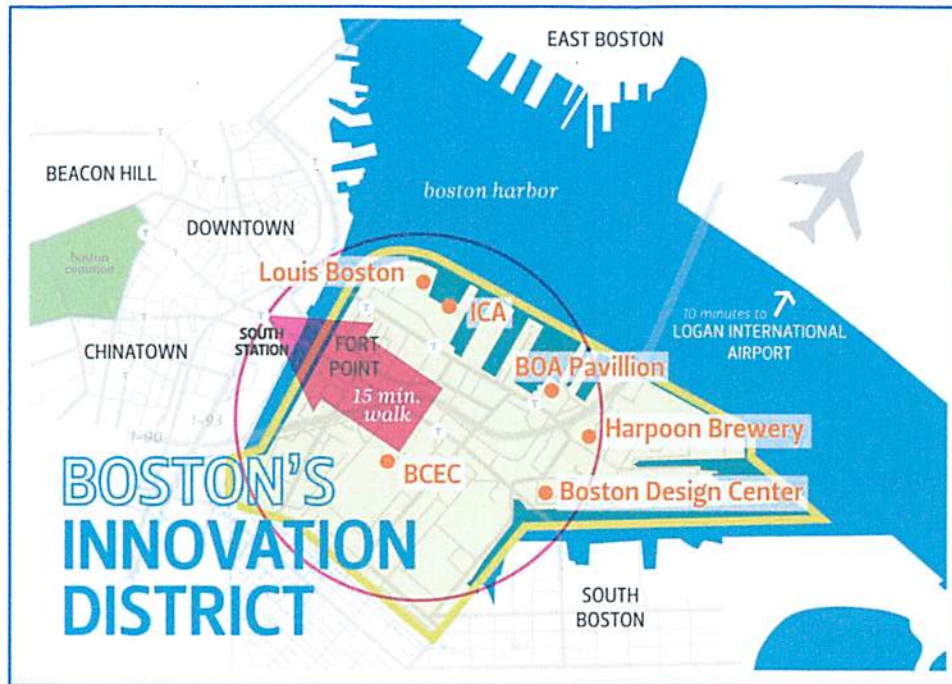 EAST BOSTON
BEACON HILL
boston harbor
DOWNTOWN
boston
common
Louis Boston
ICA
10 minutes to
LOGAN INTERNATIONAL
AIRPORT
SOUTH
STATION
FORT
POINT
CHINATOWN
BOA Pavillion
15 min.
walk
I-93
I-90
Harpoon Brewery
BCEC
Boston Design Center
BOSTON'S
INNOVATION
DISTRICT
SOUTH
BOSTON
T
T
T
T
T
T
T
T
T
T
T